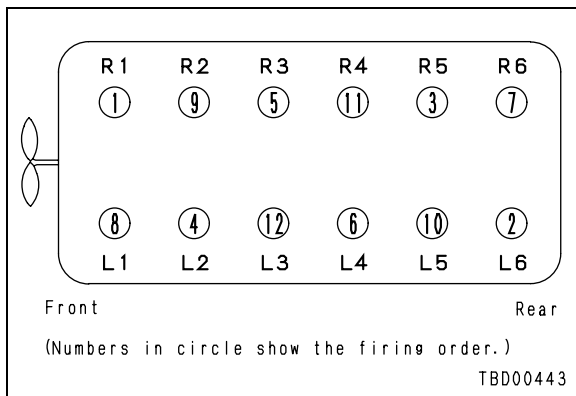 R1 R2 R3 R4 R5 R6
1 9 5 11 3 7
8 4 12 6 10 2
L1 L2 L3 L4 L5 L6
Front Rear
(Numbers in circle show the firing order.)
TBD00443